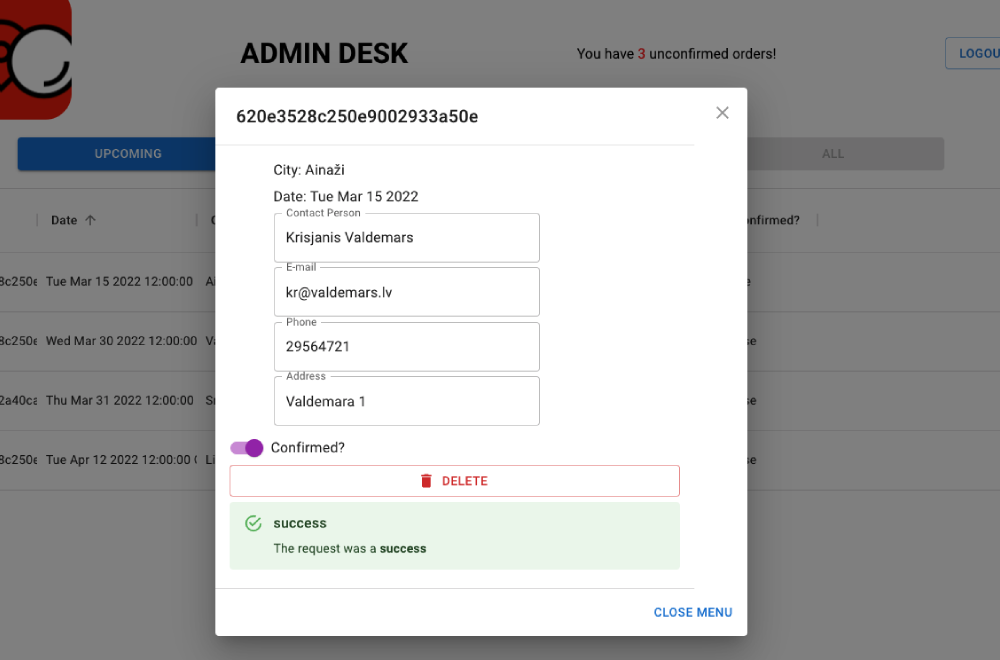 ADMIN DESK
You have 3 unconfirmed orders!
LOGOU
620e3528c250e9002933a50e
UPCOMING
ALL
City: Ainaži
Date: Tue Mar 15 2022
Date
Contact Person
Krisjanis Valdemars
nfirmed?
E-mail
kr@valdemars.lv
8c250e Tue Mar 15 2022 12:00:00 Ai
Phone
29564721
8c250e Wed Mar 30 2022 12:00:00 Va
se
Address
Valdemara 1
2a40ca Thu Mar 31 2022 12:00:00
se
Confirmed?
8c250e Tue Apr 12 2022 12:00:00 Li
se
DELETE
success
The request was a success
CLOSE MENU